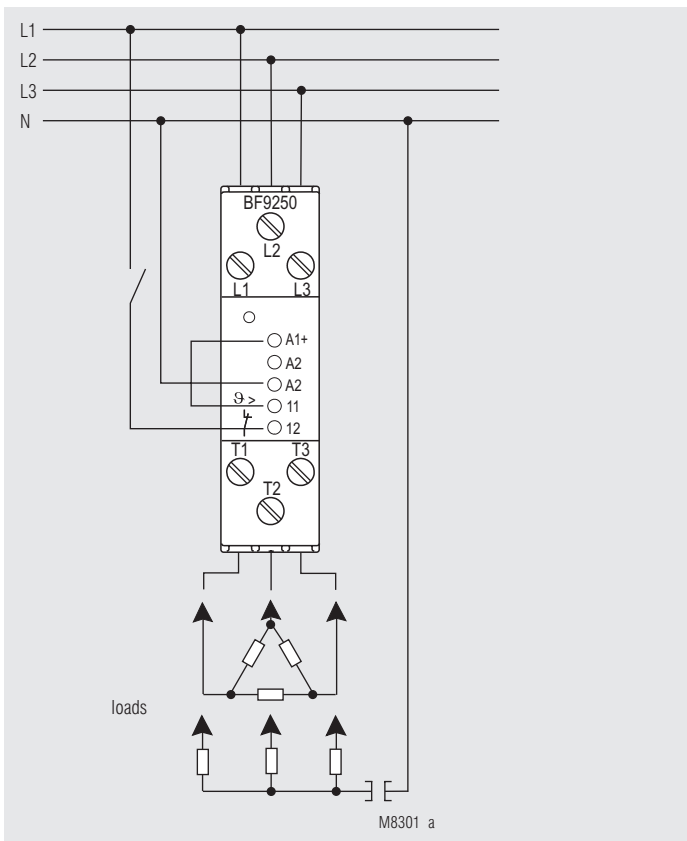 L1
L2
L3
N
BF9250
L2
L1 L3
A1+
A2
A2
ϑ> 11
12
T1 T3
T2
loads
M8301 a